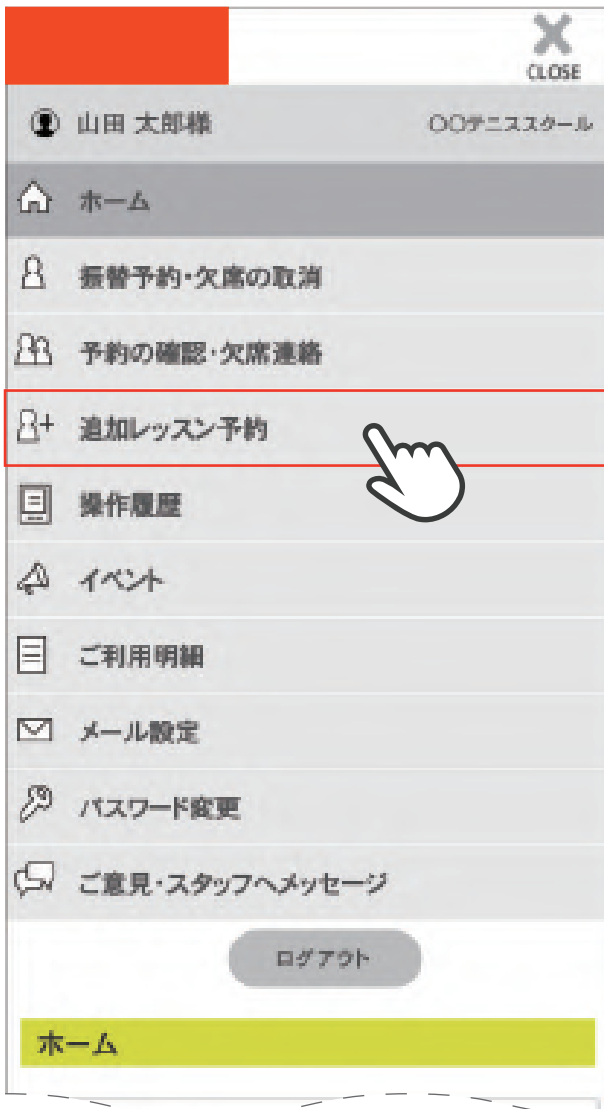 CLOSE
山田 太郎様
〇〇テニススクール
ホーム
振替予約・欠席の取消
予約の確認・欠席連絡
追加レッスン予約
操作履歴
イベント
ご利用明細
メール設定
パスワード変更
ご意見・スタッフへメッセージ
ログアウト
ホーム